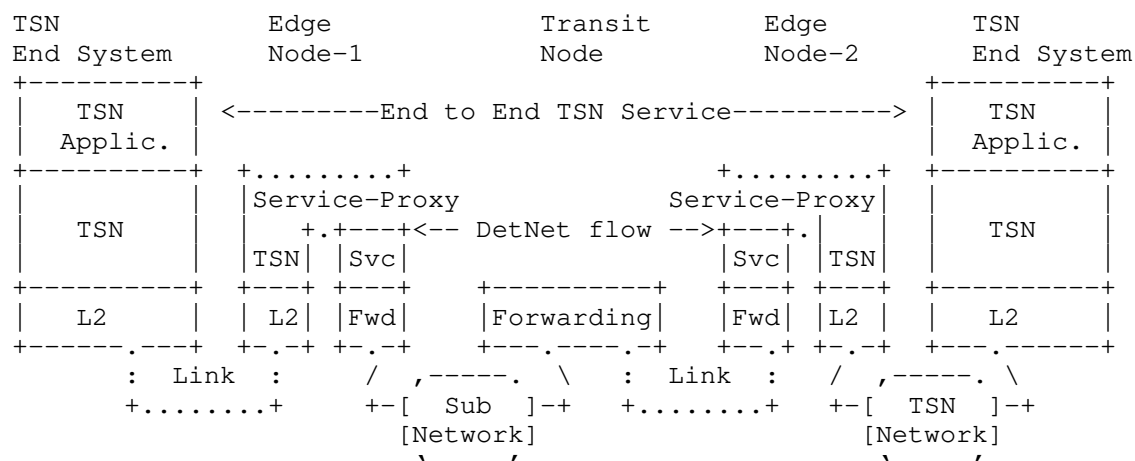 TSN Edge Transit Edge TSN
End System Node-1 Node Node-2 End System
TSN <---------End to End TSN Service----------> TSN
Applic. Applic.
Service-Proxy Service-Proxy
TSN <-- DetNet flow --> TSN
TSN Svc Svc TSN
L2 L2 Fwd Forwarding Fwd L2 L2
Link Link
[ Sub ] [ TSN ]
[Network] [Network]